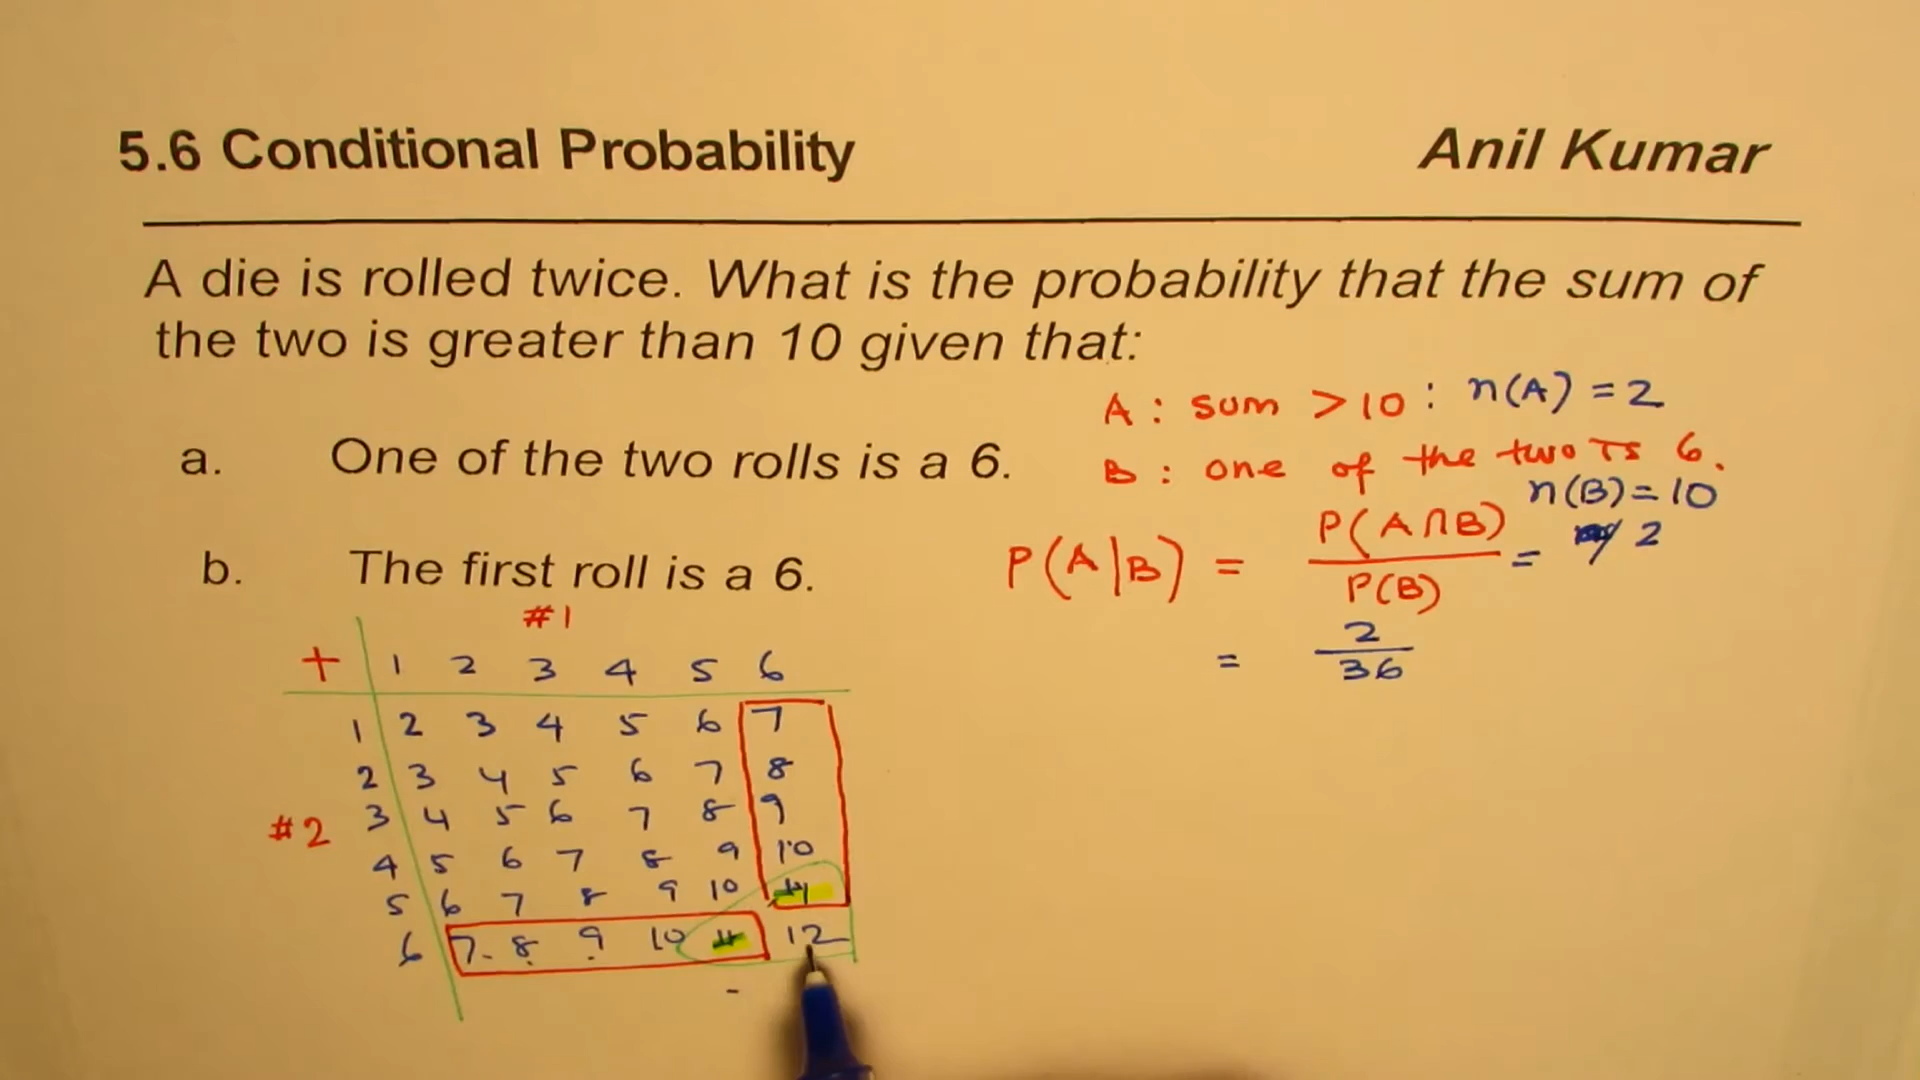 5.6 Conditional Probability
Anil Kumar
A die is rolled twice. What is the probability that the sum of
the two is greater than 10 given that:
A : sum > 10 : n(A) = 2
a. One of the two rolls is a 6.
B : one of the two is 6.
n(B) = 10
b. The first roll is a 6.
P(A|B) = P(A∩B) / P(B) = 2
= 2/36
#1
+ 1 2 3 4 5 6
1 2 3 4 5 6 7
2 3 4 5 6 7 8
#2
3 4 5 6 7 8 9
4 5 6 7 8 9 10
5 6 7 8 9 10 11
6 7 8 9 10 11 12